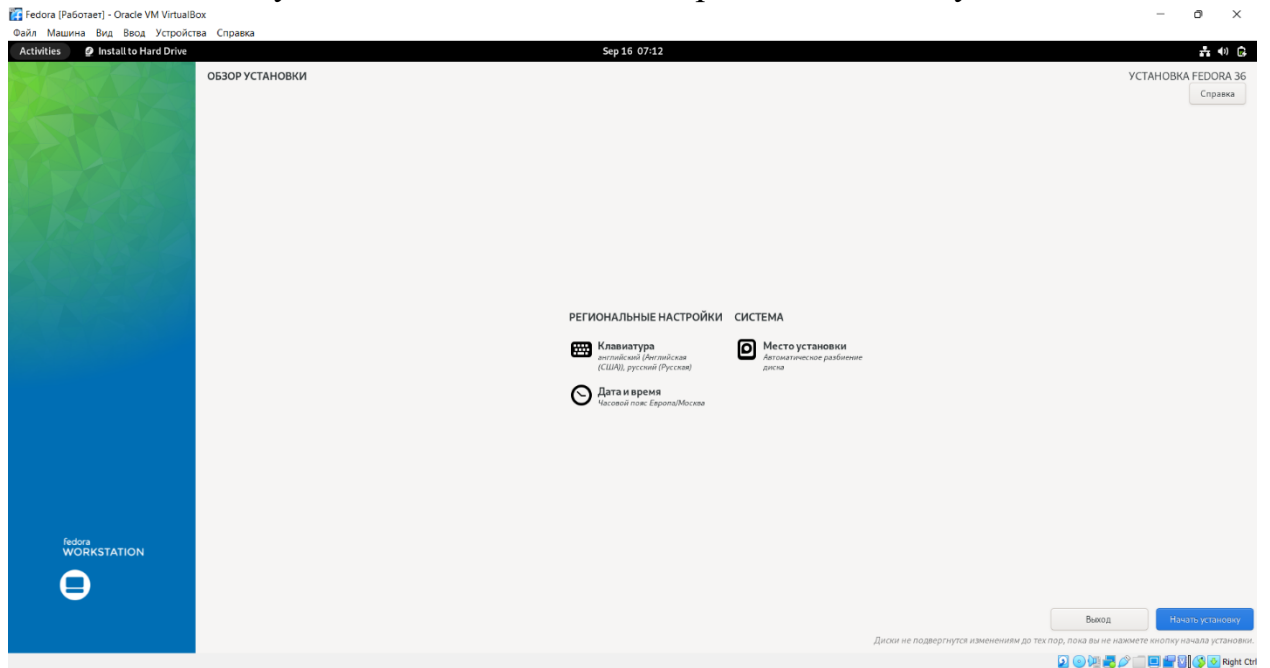 Fedora [Работает] - Oracle VM VirtualBox
Файл Машина Вид Ввод Устройства Справка
Activities Install to Hard Drive Sep 16 07:12
ОБЗОР УСТАНОВКИ
УСТАНОВКА FEDORA 36
Справка
РЕГИОНАЛЬНЫЕ НАСТРОЙКИ
Клавиатура
английский (Английская
(США)), русский (Русская)
Дата и время
Часовой пояс Европа/Москва
СИСТЕМА
Место установки
Автоматическое разбиение
диска
fedora
WORKSTATION
Выход Начать установку
Диски не подвергнутся изменениям до тех пор, пока вы не нажмете кнопку начала установки.
Right Ctrl